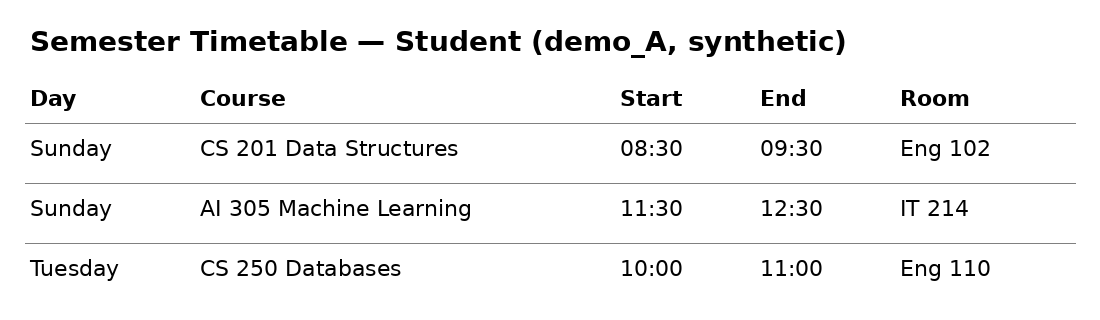 Semester Timetable — Student (demo_A, synthetic)
Day Course Start End Room
Sunday CS 201 Data Structures 08:30 09:30 Eng 102
Sunday AI 305 Machine Learning 11:30 12:30 IT 214
Tuesday CS 250 Databases 10:00 11:00 Eng 110